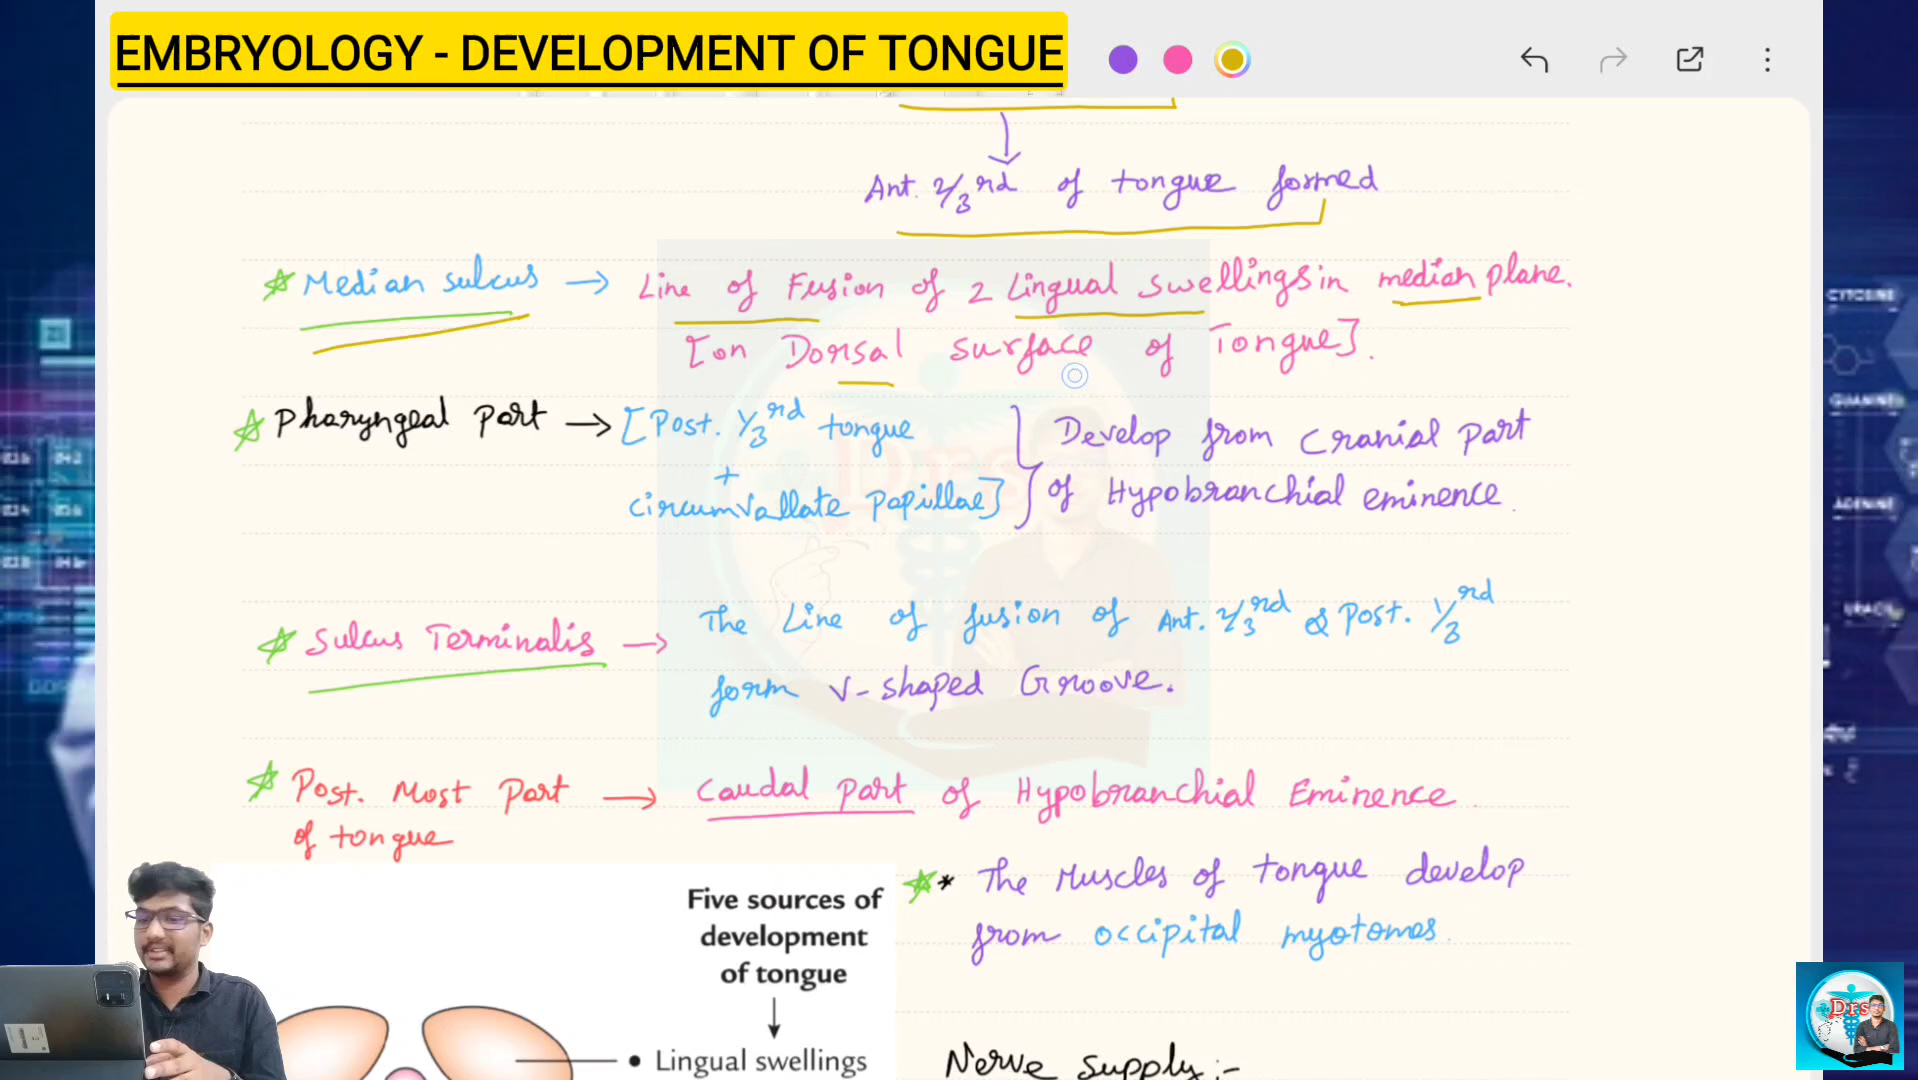 EMBRYOLOGY - DEVELOPMENT OF TONGUE
Ant. 2/3rd of tongue formed
Median sulcus → Line of Fusion of 2 Lingual swellings in median plane.
[on Dorsal surface of Tongue].
Pharyngeal Part → [Post. 1/3rd tongue
+
circumvallate Papillae]
Develop from Cranial Part
of Hypobranchial eminence.
Sulcus Terminalis → The Line of fusion of Ant. 2/3rd & Post. 1/3rd
form V-shaped Groove.
Post. Most Part → Caudal Part of Hypobranchial Eminence.
of tongue
* The Muscles of tongue develop
from occipital myotomes.
Five sources of
development
of tongue
• Lingual swellings
Nerve supply:-
Drs
CYTOSINE
GUANINE
ADENINE